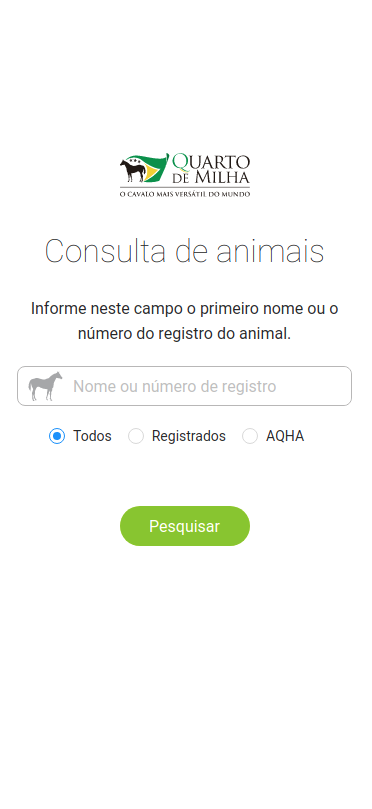 QUARTO
DE MILHA
O CAVALO MAIS VERSÁTIL DO MUNDO
Consulta de animais
Informe neste campo o primeiro nome ou o
número do registro do animal.
Nome ou número de registro
Todos Registrados AQHA
Pesquisar